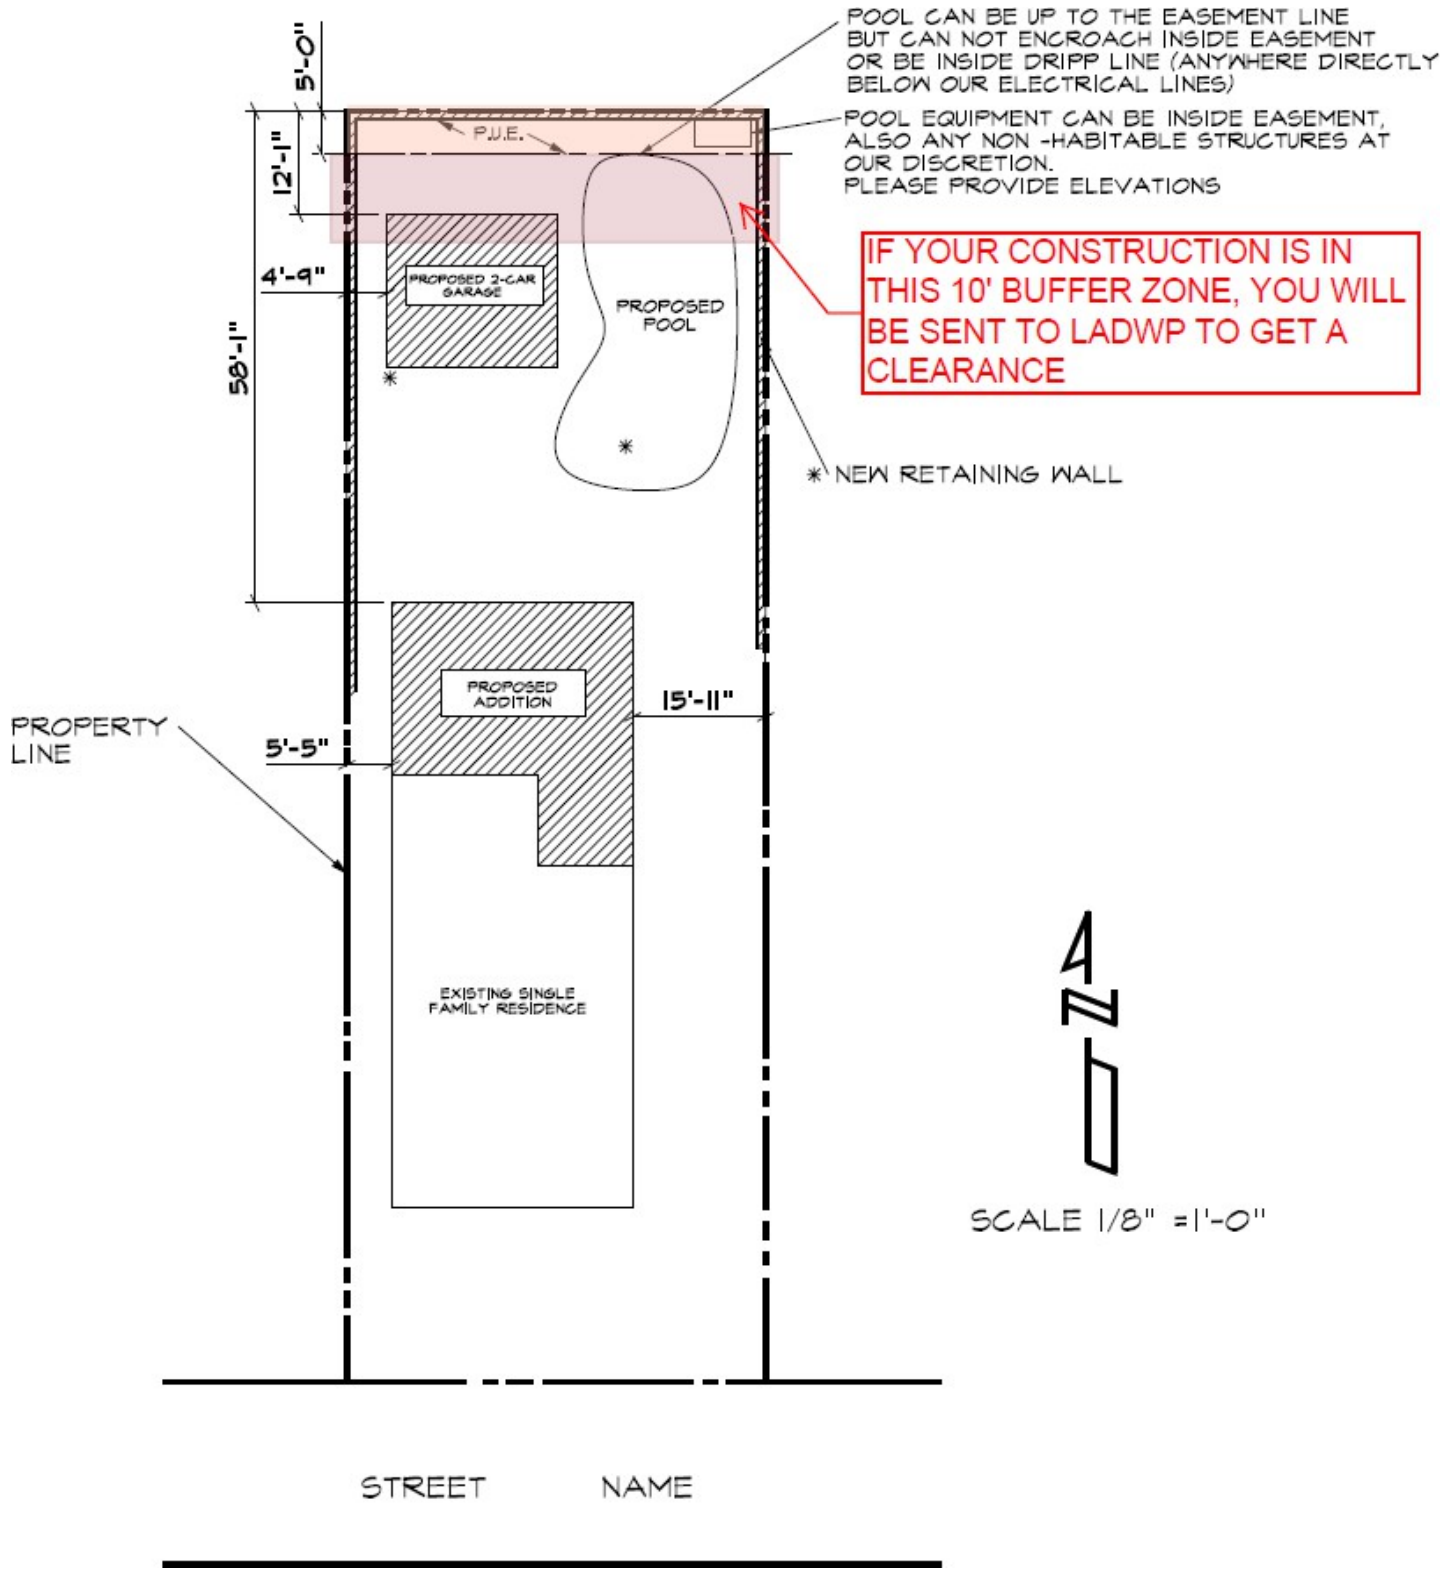 POOL CAN BE UP TO THE EASEMENT LINE
BUT CAN NOT ENCROACH INSIDE EASEMENT
OR BE INSIDE DRIPP LINE (ANYWHERE DIRECTLY
BELOW OUR ELECTRICAL LINES)
POOL EQUIPMENT CAN BE INSIDE EASEMENT,
ALSO ANY NON -HABITABLE STRUCTURES AT
OUR DISCRETION.
PLEASE PROVIDE ELEVATIONS
5'-0"
12'-1"
P.U.E.
IF YOUR CONSTRUCTION IS IN
THIS 10' BUFFER ZONE, YOU WILL
BE SENT TO LADWP TO GET A
CLEARANCE
4'-9"
PROPOSED 2-CAR
GARAGE
PROPOSED
POOL
58'-1"
*
*
* NEW RETAINING WALL
PROPOSED
ADDITION
15'-11"
5'-5"
PROPERTY
LINE
EXISTING SINGLE
FAMILY RESIDENCE
N
SCALE 1/8" =1'-0"
STREET NAME